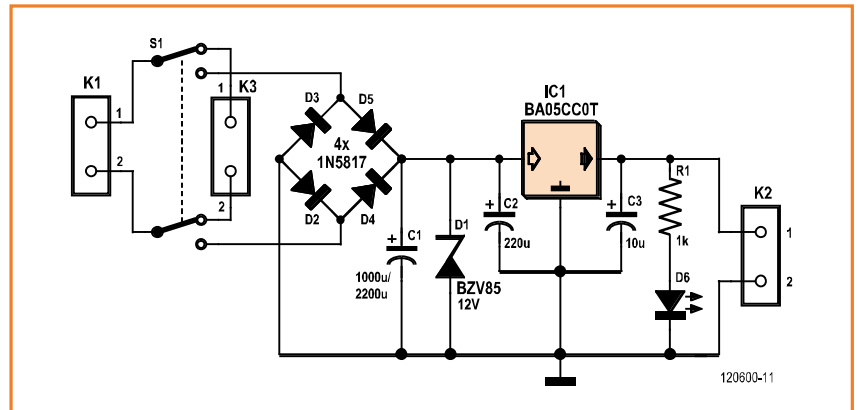 S1
K1
1
2
1
K3
2
D3
D5
4x
1N5817
D2
D4
C1
1000u/
2200u
D1
BZV85
12V
C2
220u
IC1
BA05CC0T
C3
10u
R1
1k
D6
K2
1
2
120600-11
+
+
+